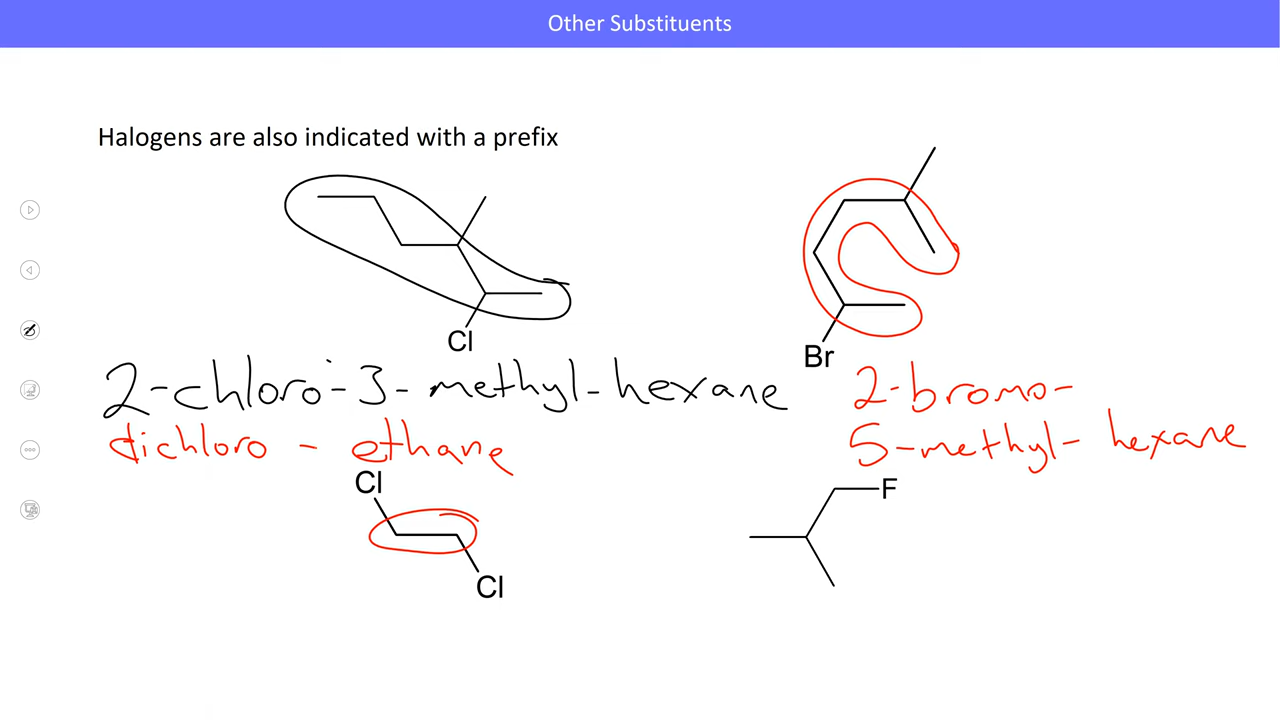 Other Substituents
Halogens are also indicated with a prefix
Cl
Br
2-chloro-3-methyl-hexane
2-bromo-
5-methyl-hexane
dichloro-ethane
Cl
Cl
F